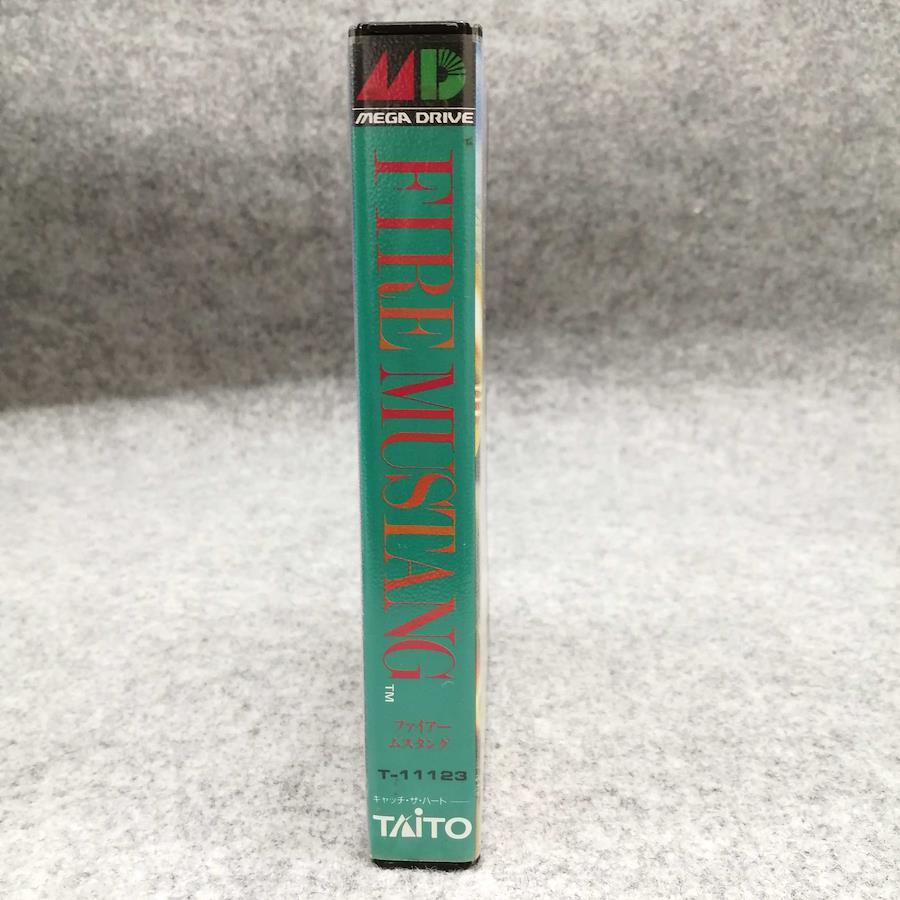 MD
MEGA DRIVE
FIRE MUSTANG
TM
ファイアー
ムスタング
T-11123
キャッチ・ザ・ハート
TAITO